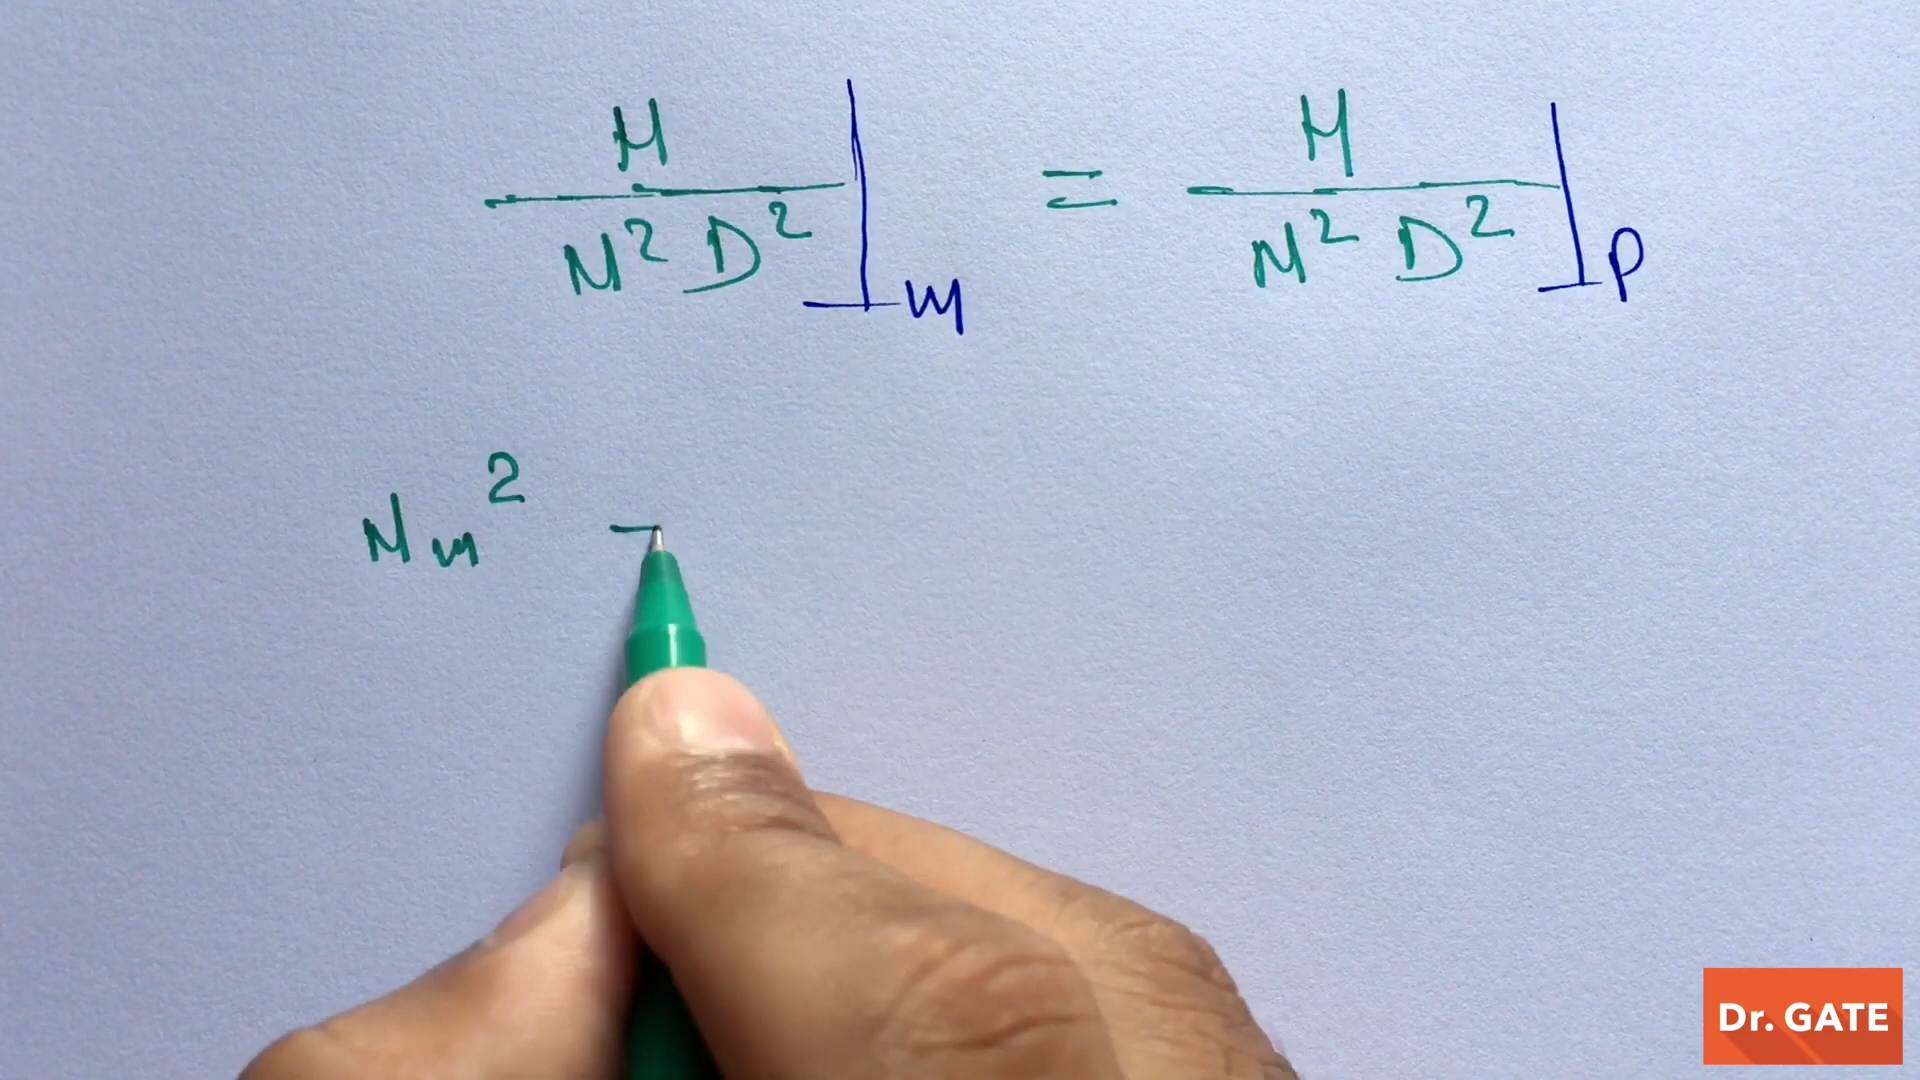 H/(N² D²)|m = H/(N² D²)|p
Nm² –
Dr. GATE